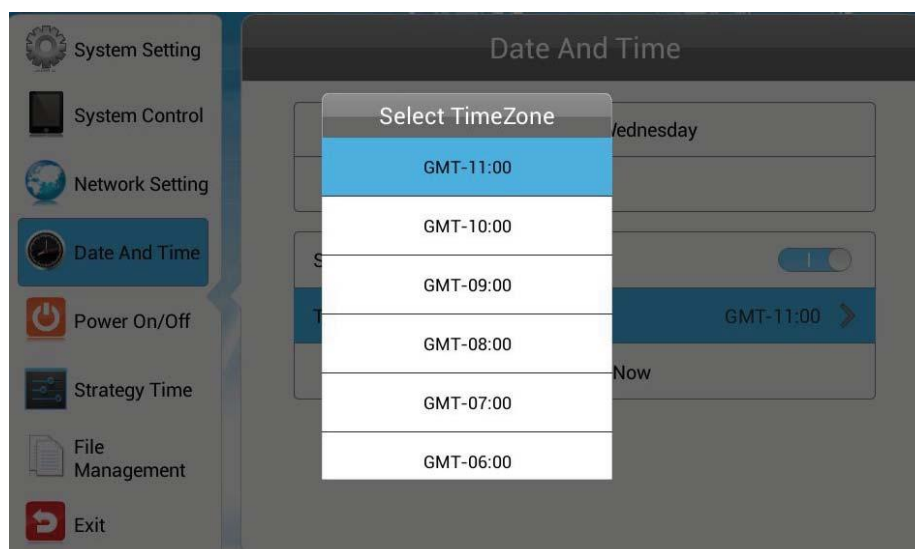 System Setting
System Control
Network Setting
Date And Time
Power On/Off
Strategy Time
File
Management
Exit
Date And Time
Select TimeZone
GMT-11:00
GMT-10:00
GMT-09:00
GMT-08:00
GMT-07:00
GMT-06:00
GMT-11:00
Now